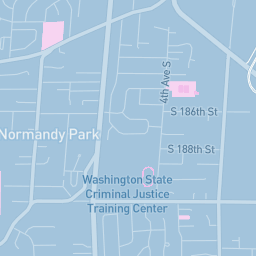 4th Ave S
S 186th St
Normandy Park
S 188th St
Washington State
Criminal Justice
Training Center